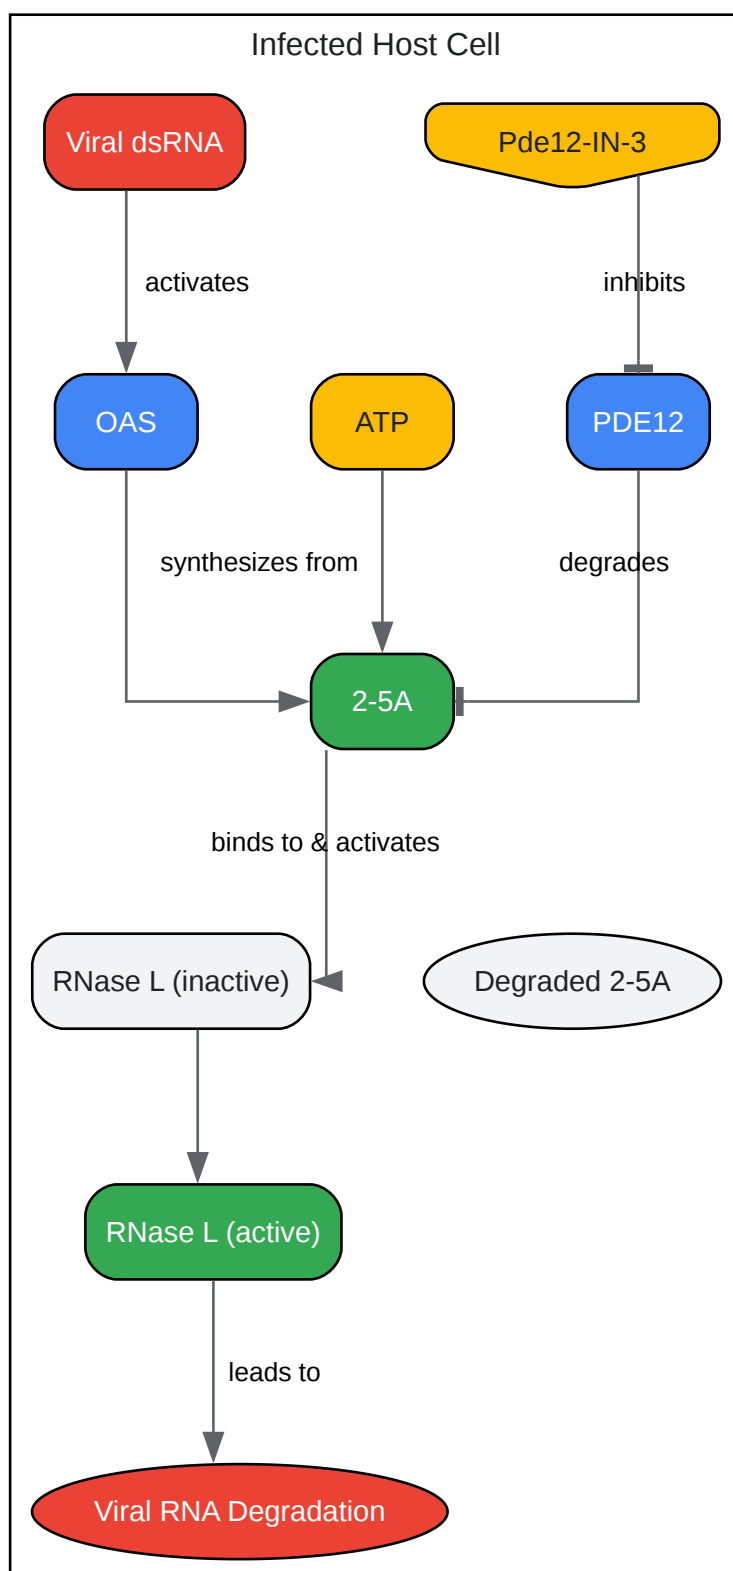 Infected Host Cell
Viral dsRNA
Pde12-IN-3
activates
inhibits
OAS
ATP
PDE12
synthesizes from
degrades
2-5A
binds to & activates
RNase L (inactive)
Degraded 2-5A
RNase L (active)
leads to
Viral RNA Degradation